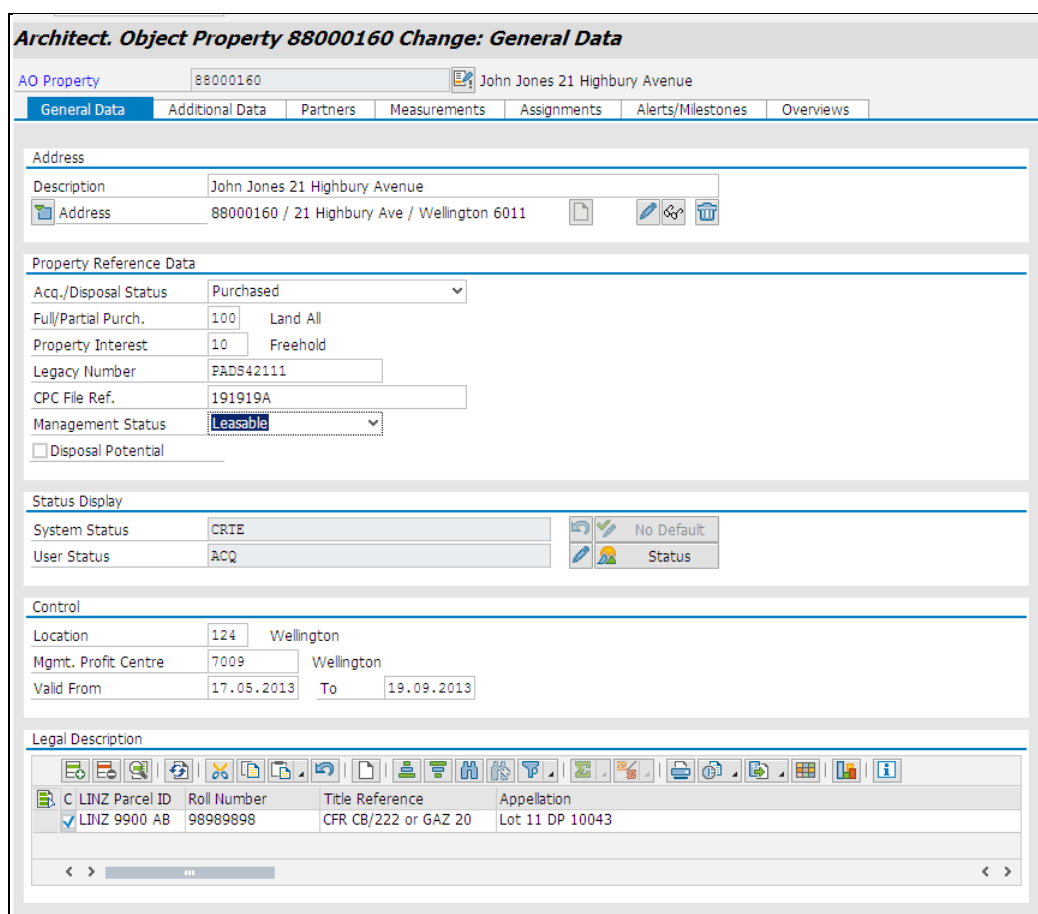 Architect. Object Property 88000160 Change: General Data
AO Property 88000160 John Jones 21 Highbury Avenue
General Data Additional Data Partners Measurements Assignments Alerts/Milestones Overviews
Address
Description John Jones 21 Highbury Avenue
Address 88000160 / 21 Highbury Ave / Wellington 6011
Property Reference Data
Acq./Disposal Status Purchased
Full/Partial Purch. 100 Land All
Property Interest 10 Freehold
Legacy Number PADS42111
CPC File Ref. 191919A
Management Status Leasable
Disposal Potential
Status Display
System Status CRTE No Default
User Status ACQ Status
Control
Location 124 Wellington
Mgmt. Profit Centre 7009 Wellington
Valid From 17.05.2013 To 19.09.2013
Legal Description
C LINZ Parcel ID Roll Number Title Reference Appellation
LINZ 9900 AB 98989898 CFR CB/222 or GAZ 20 Lot 11 DP 10043